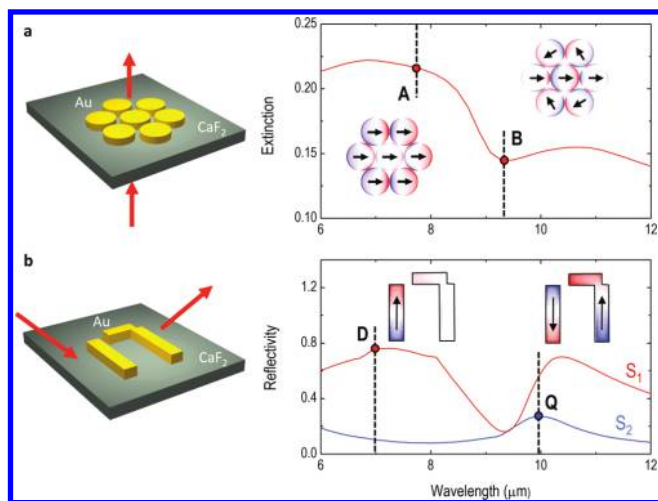 a
Au
CaF2
Extinction
0.25
0.20
0.15
0.10
A
B
6
8
10
12
b
Au
CaF2
Reflectivity
1.2
0.8
0.4
0.0
D
Q
S1
S2
6
8
10
12
Wavelength (μm)